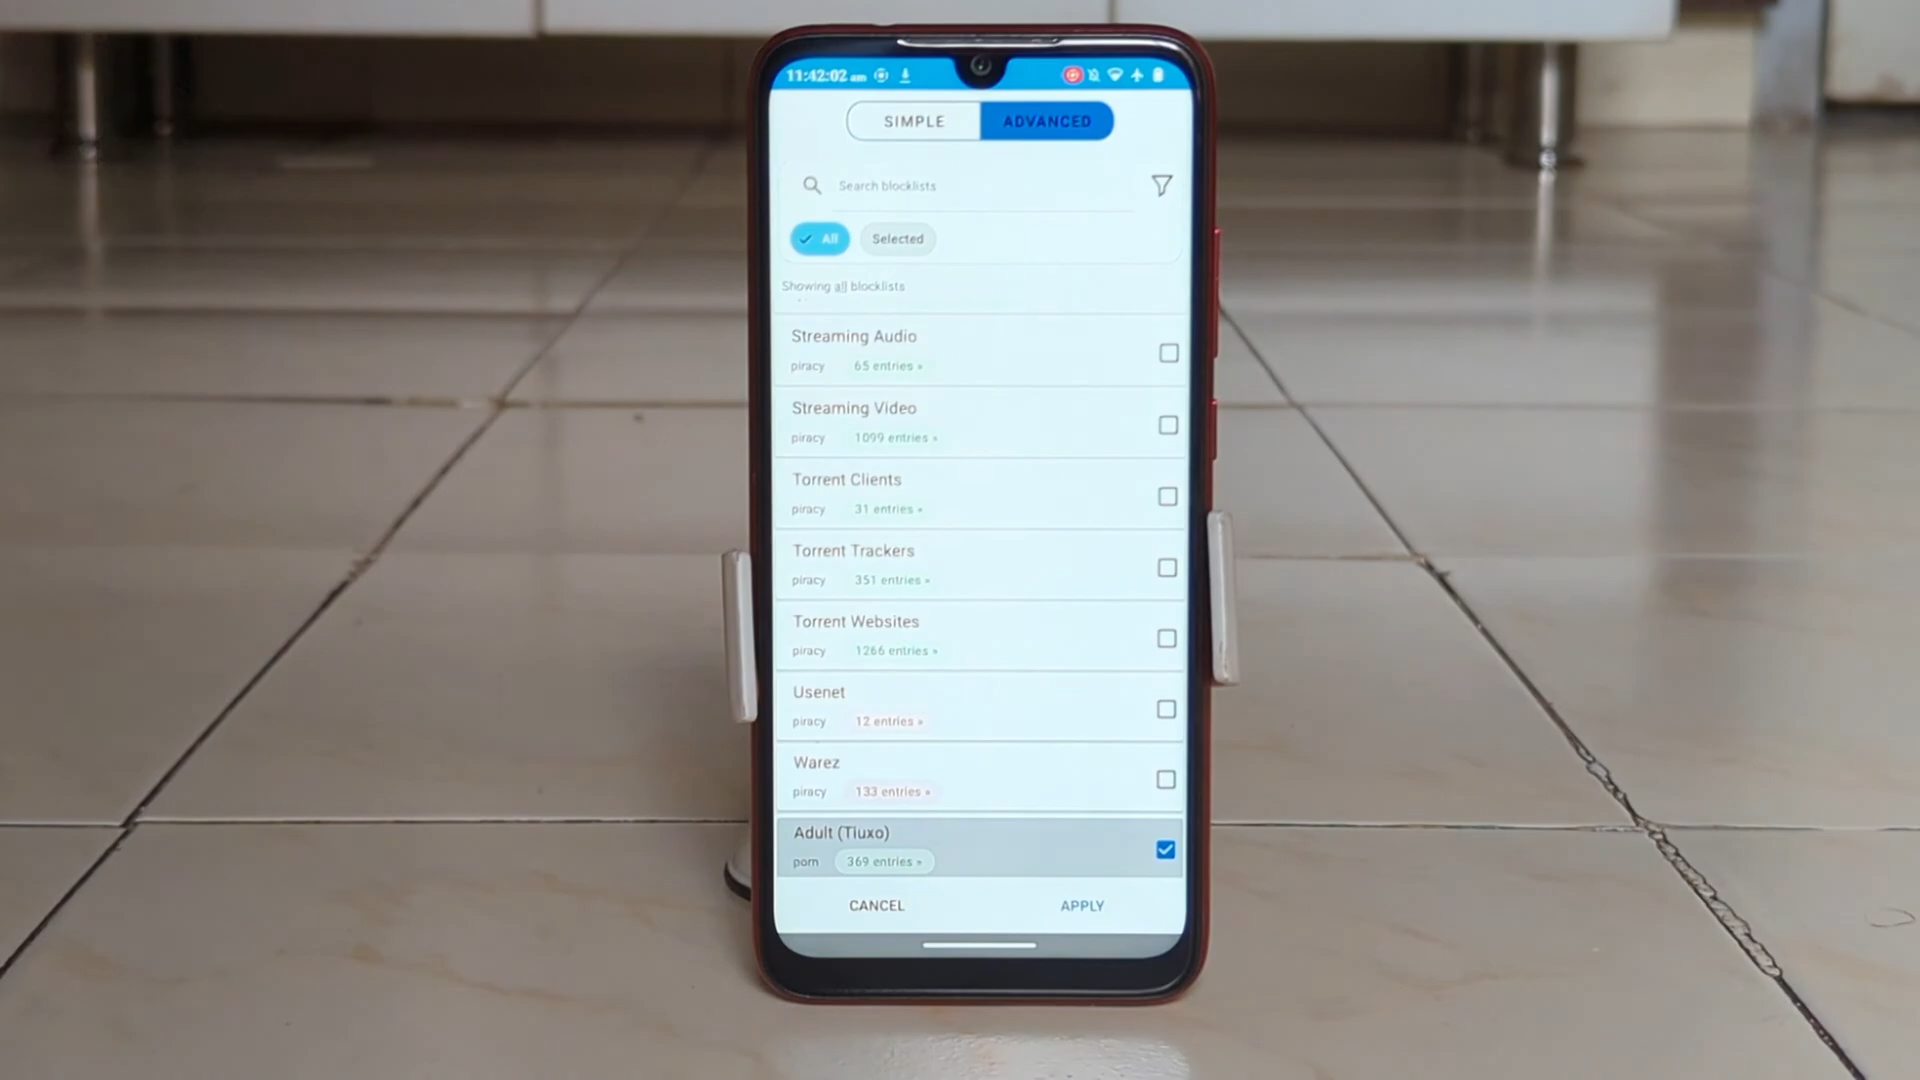 11:42:02 am
SIMPLE ADVANCED
Search blocklists
All Selected
Showing all blocklists
Streaming Audio
piracy 65 entries »
Streaming Video
piracy 1099 entries »
Torrent Clients
piracy 31 entries »
Torrent Trackers
piracy 351 entries »
Torrent Websites
piracy 1266 entries »
Usenet
piracy 12 entries »
Warez
piracy 133 entries »
Adult (Tiuxo)
porn 369 entries »
CANCEL APPLY